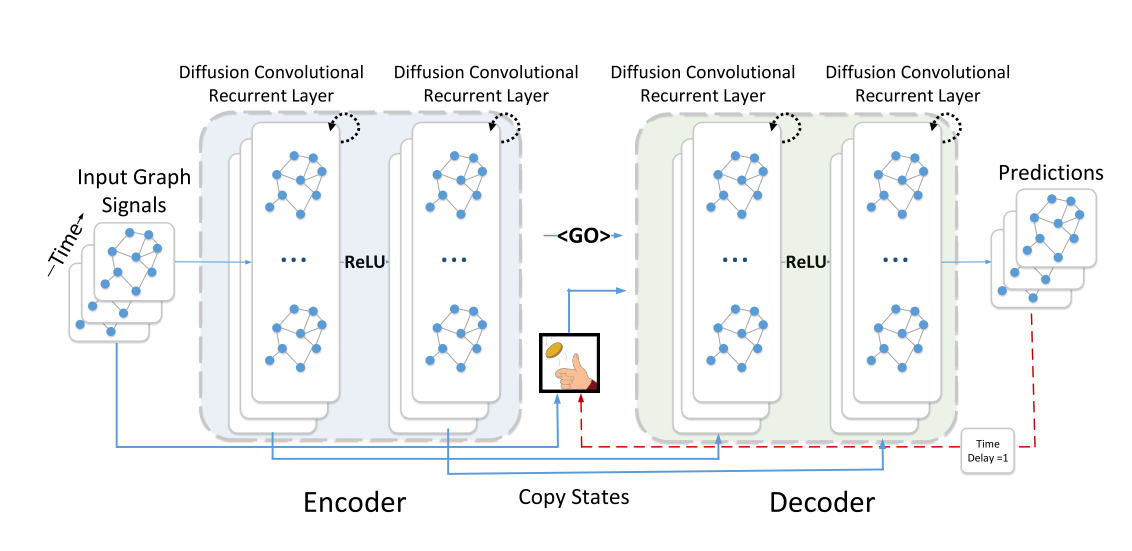 Diffusion Convolutional
Recurrent Layer
Diffusion Convolutional
Recurrent Layer
Diffusion Convolutional
Recurrent Layer
Diffusion Convolutional
Recurrent Layer
Input Graph
Signals
Time
Predictions
<GO>
...
ReLU
...
...
ReLU
...
Time
Delay =1
Copy States
Encoder
Decoder